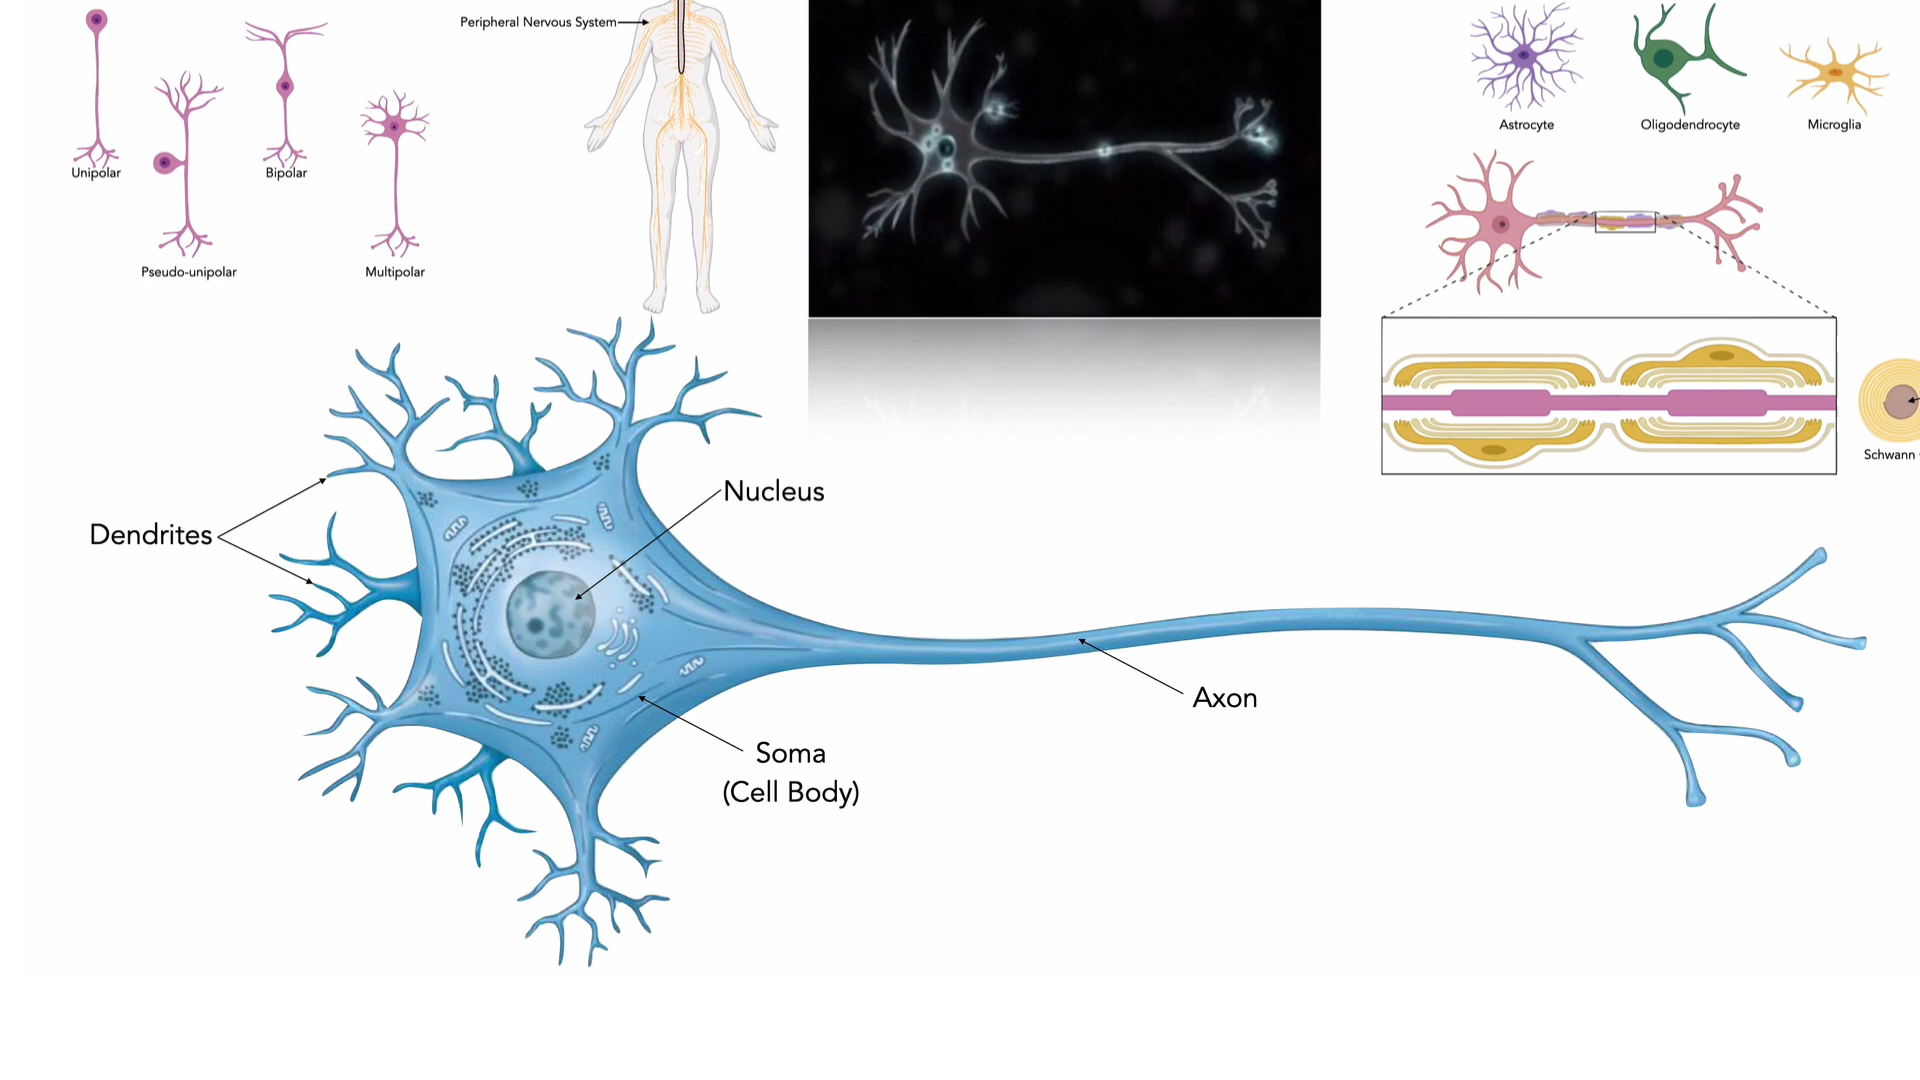 Peripheral Nervous System
Unipolar
Bipolar
Pseudo-unipolar
Multipolar
Astrocyte
Oligodendrocyte
Microglia
Schwann
Nucleus
Dendrites
Axon
Soma
(Cell Body)